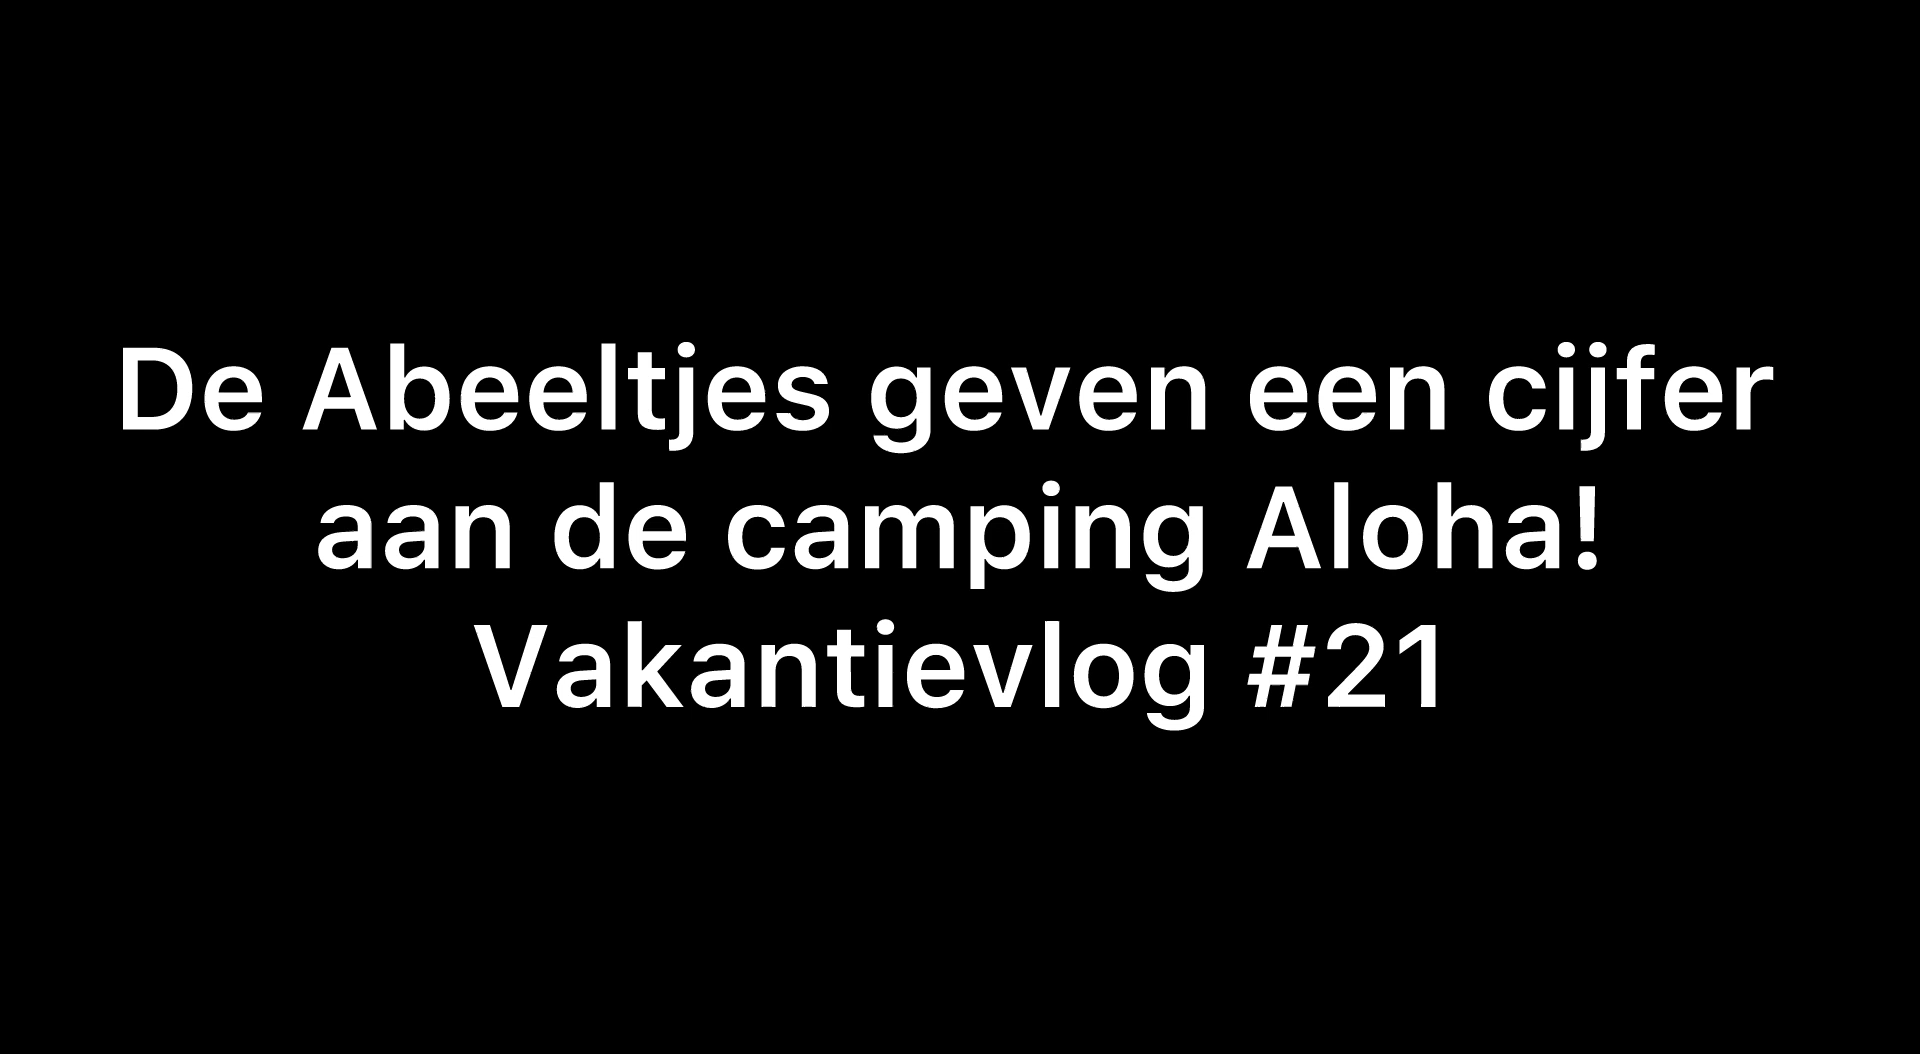 De Abeeltjes geven een cijfer
aan de camping Aloha!
Vakantievlog #21